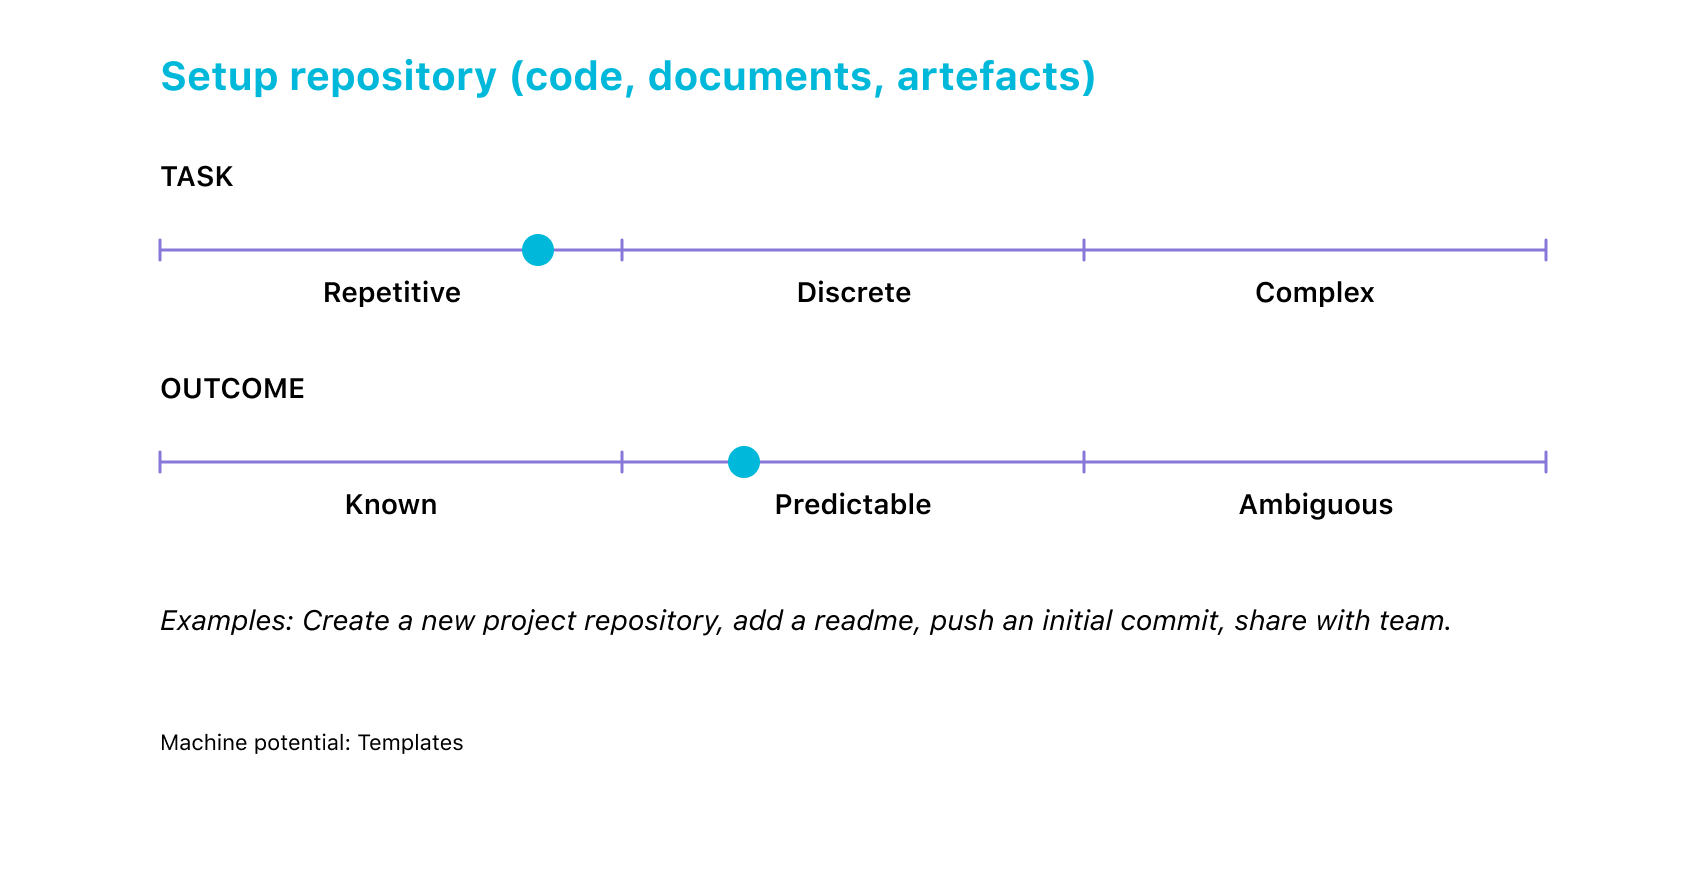 Setup repository (code, documents, artefacts)
TASK
Repetitive Discrete Complex
OUTCOME
Known Predictable Ambiguous
Examples: Create a new project repository, add a readme, push an initial commit, share with team.
Machine potential: Templates